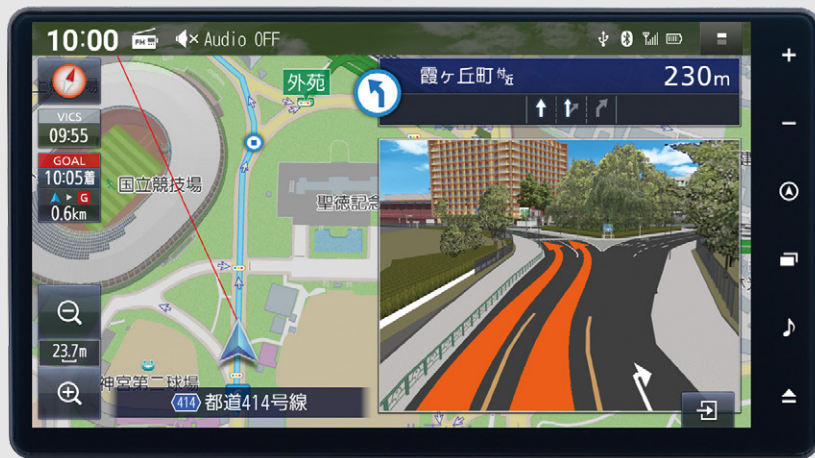 10:00
FM
Audio OFF
VICS
09:55
GOAL
10:05着
G
0.6km
23.7m
外苑
国立競技場
聖徳記念
神宮第二球場
414
都道414号線
霞ヶ丘町付近
230m